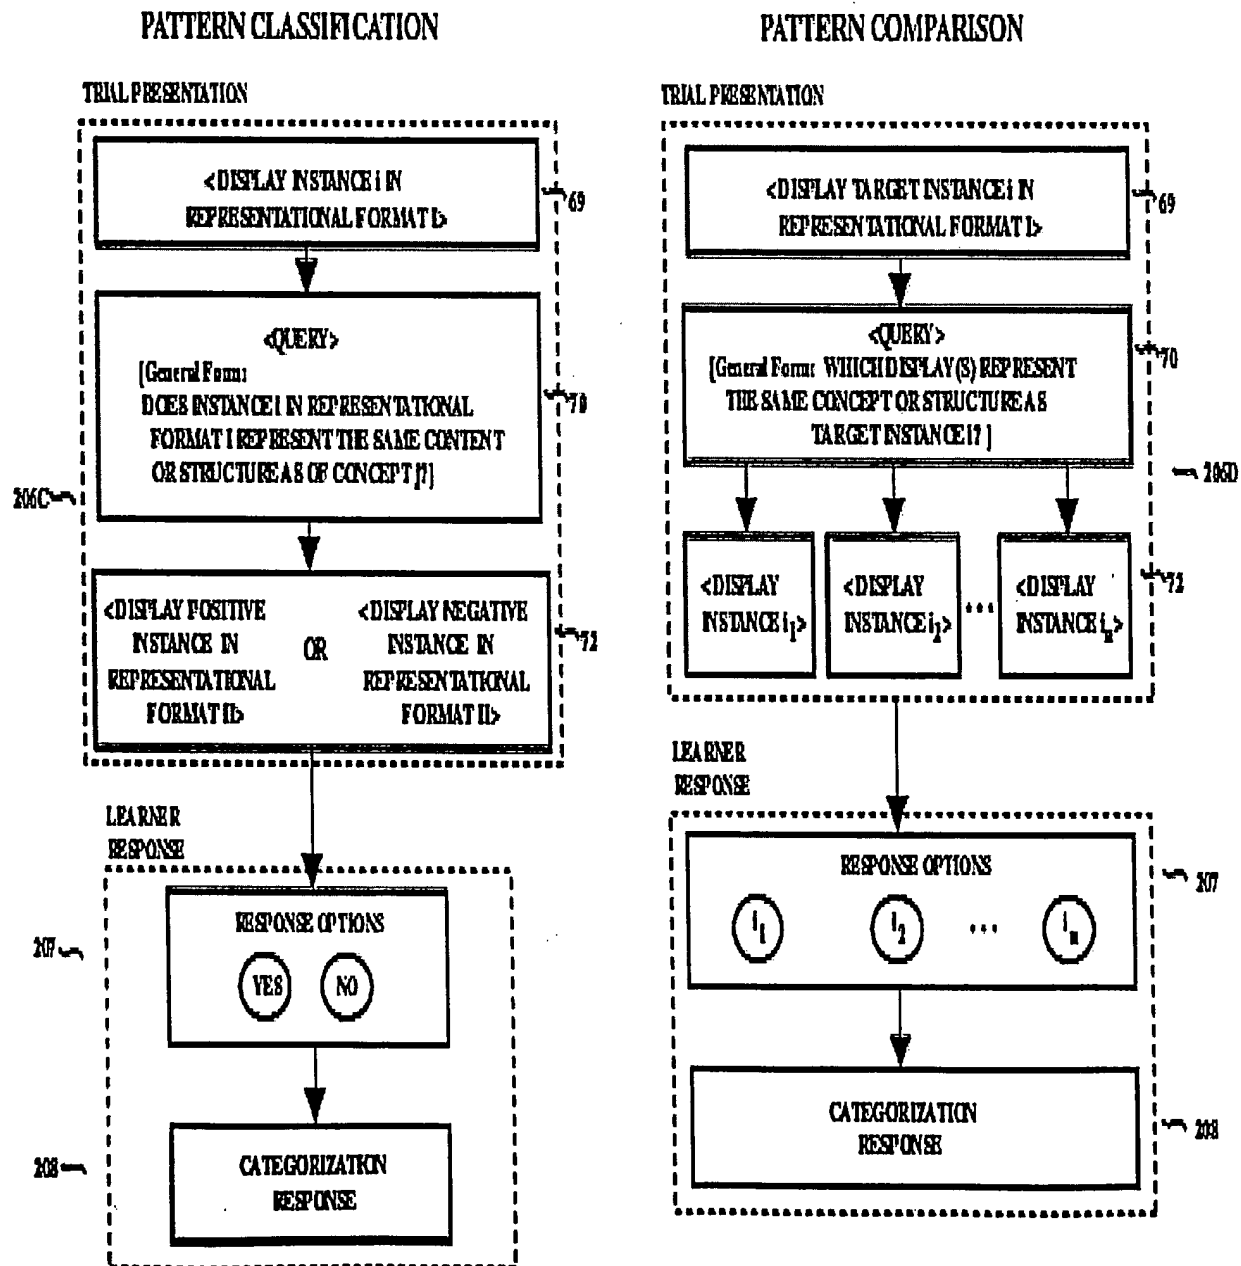 PATTERN CLASSIFICATION
TRIAL PRESENTATION
<DISPLAY INSTANCE i IN
REPRESENTATIONAL FORMAT I>
69
<QUERY>
[General Form:
DOES INSTANCE i IN REPRESENTATIONAL
FORMAT I REPRESENT THE SAME CONTENT
OR STRUCTURE AS OF CONCEPT J?]
70
206C
<DISPLAY POSITIVE
INSTANCE IN
REPRESENTATIONAL
FORMAT II>
OR
<DISPLAY NEGATIVE
INSTANCE IN
REPRESENTATIONAL
FORMAT II>
72
LEARNER
RESPONSE
RESPONSE OPTIONS
YES NO
207
CATEGORIZATION
RESPONSE
208
PATTERN COMPARISON
TRIAL PRESENTATION
<DISPLAY TARGET INSTANCE i IN
REPRESENTATIONAL FORMAT I>
69
<QUERY>
[General Form: WHICH DISPLAY(S) REPRESENT
THE SAME CONCEPT OR STRUCTURE AS
TARGET INSTANCE i? ]
70
206D
<DISPLAY
INSTANCE i1>
<DISPLAY
INSTANCE i2>
...
<DISPLAY
INSTANCE in>
72
LEARNER
RESPONSE
RESPONSE OPTIONS
i1 i2 ... in
207
CATEGORIZATION
RESPONSE
208